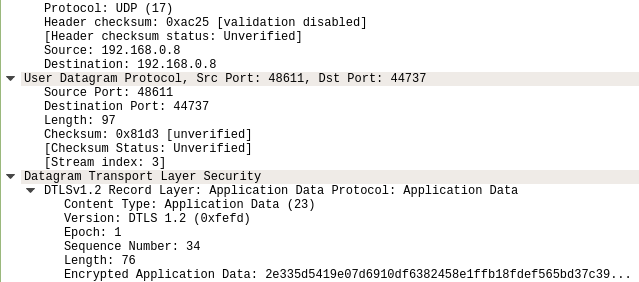 Protocol: UDP (17)
Header checksum: 0xac25 [validation disabled]
[Header checksum status: Unverified]
Source: 192.168.0.8
Destination: 192.168.0.8
User Datagram Protocol, Src Port: 48611, Dst Port: 44737
Source Port: 48611
Destination Port: 44737
Length: 97
Checksum: 0x81d3 [unverified]
[Checksum Status: Unverified]
[Stream index: 3]
Datagram Transport Layer Security
DTLSv1.2 Record Layer: Application Data Protocol: Application Data
Content Type: Application Data (23)
Version: DTLS 1.2 (0xfefd)
Epoch: 1
Sequence Number: 34
Length: 76
Encrypted Application Data: 2e335d5419e07d6910df6382458e1ffb18fdef565bd37c39...